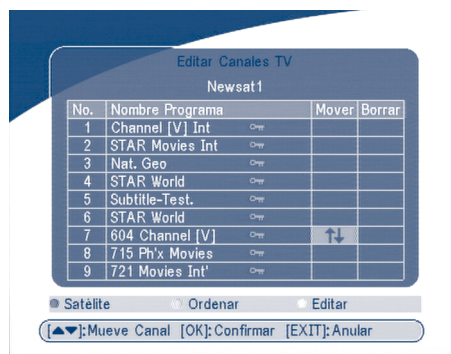 Editar Canales TV
Newsat1
No. Nombre Programa Mover Borrar
1 Channel [V] Int
2 STAR Movies Int
3 Nat. Geo
4 STAR World
5 Subtitle-Test.
6 STAR World
7 604 Channel [V]
8 715 Ph'x Movies
9 721 Movies Int'
Satélite Ordenar Editar
[▲▼]:Mueve Canal [OK]:Confirmar [EXIT]:Anular